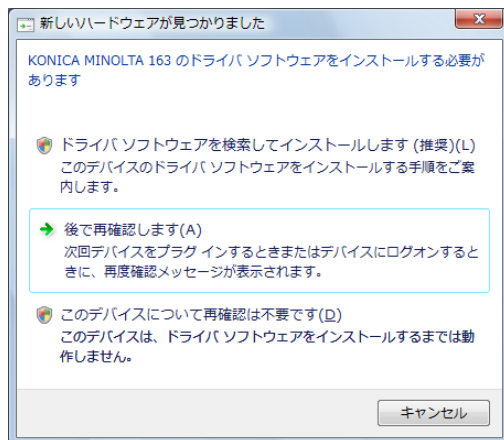 新しいハードウェアが見つかりました
KONICA MINOLTA 163 のドライバ ソフトウェアをインストールする必要が
あります
ドライバ ソフトウェアを検索してインストールします (推奨)(L)
このデバイスのドライバ ソフトウェアをインストールする手順をご案
内します。
後で再確認します(A)
次回デバイスをプラグ インするときまたはデバイスにログオンすると
きに、再度確認メッセージが表示されます。
このデバイスについて再確認は不要です(D)
このデバイスは、ドライバ ソフトウェアをインストールするまでは動
作しません。
キャンセル